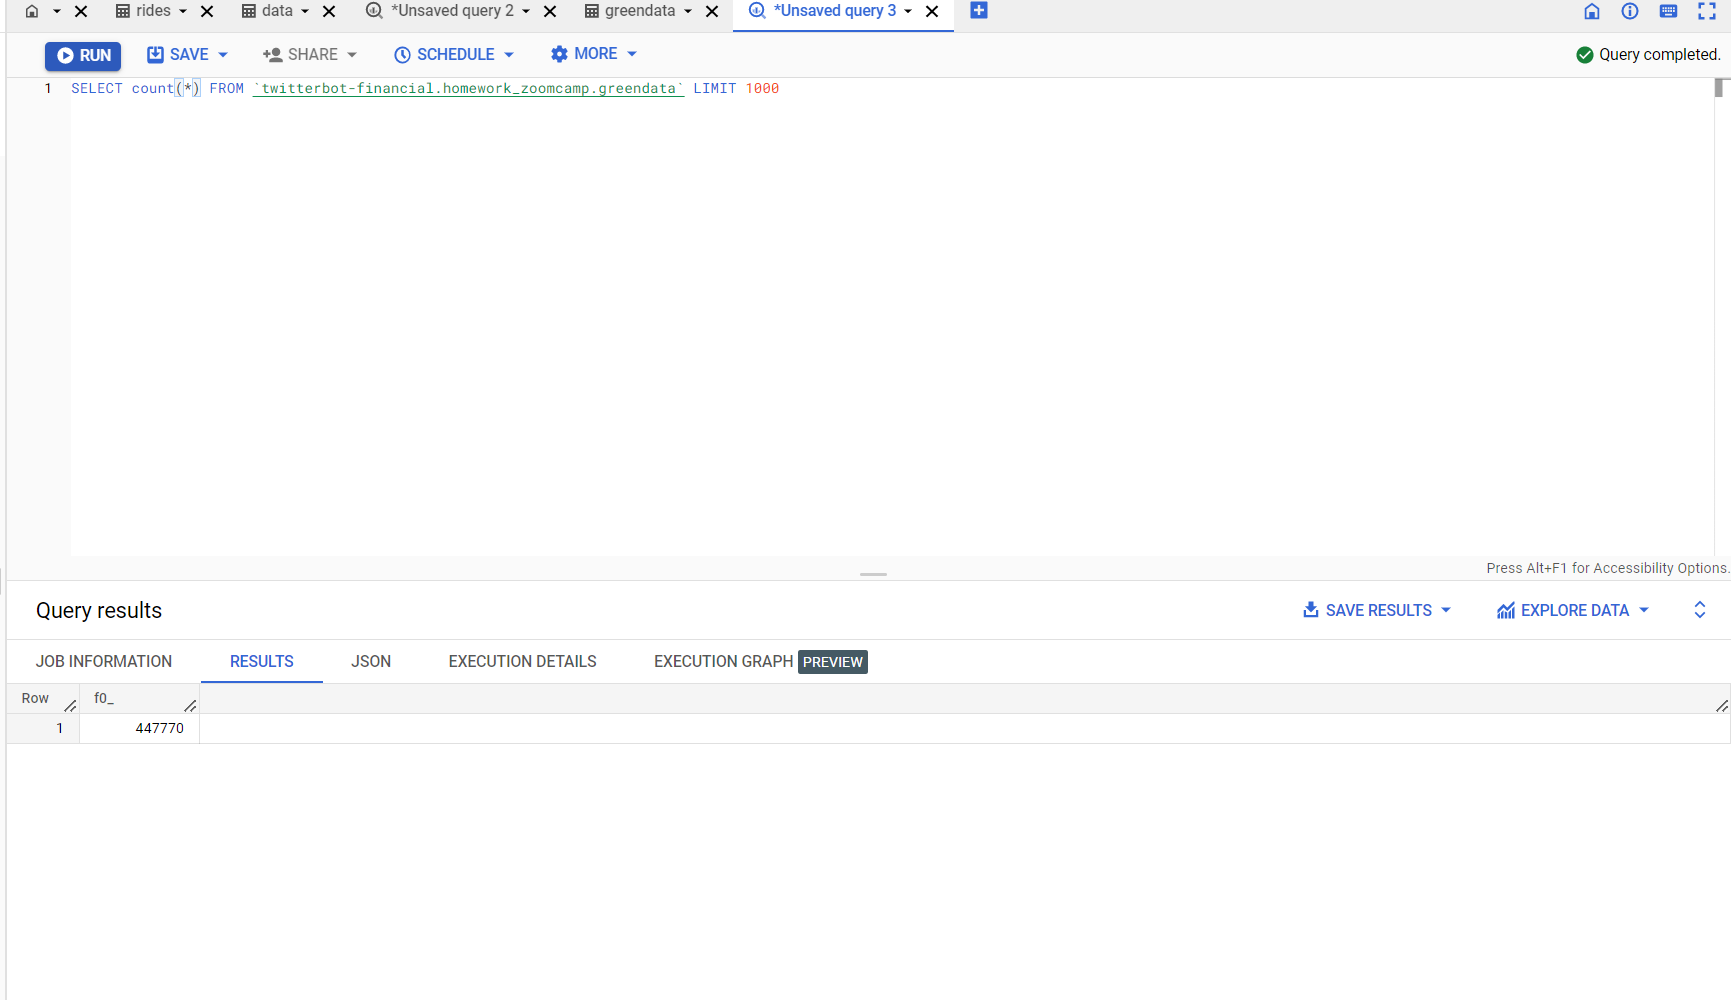 rides data *Unsaved query 2 greendata *Unsaved query 3
RUN SAVE SHARE SCHEDULE MORE Query completed.
1 SELECT count(*) FROM `twitterbot-financial.homework_zoomcamp.greendata` LIMIT 1000
Press Alt+F1 for Accessibility Options.
Query results SAVE RESULTS EXPLORE DATA
JOB INFORMATION RESULTS JSON EXECUTION DETAILS EXECUTION GRAPH PREVIEW
Row f0_
1 447770